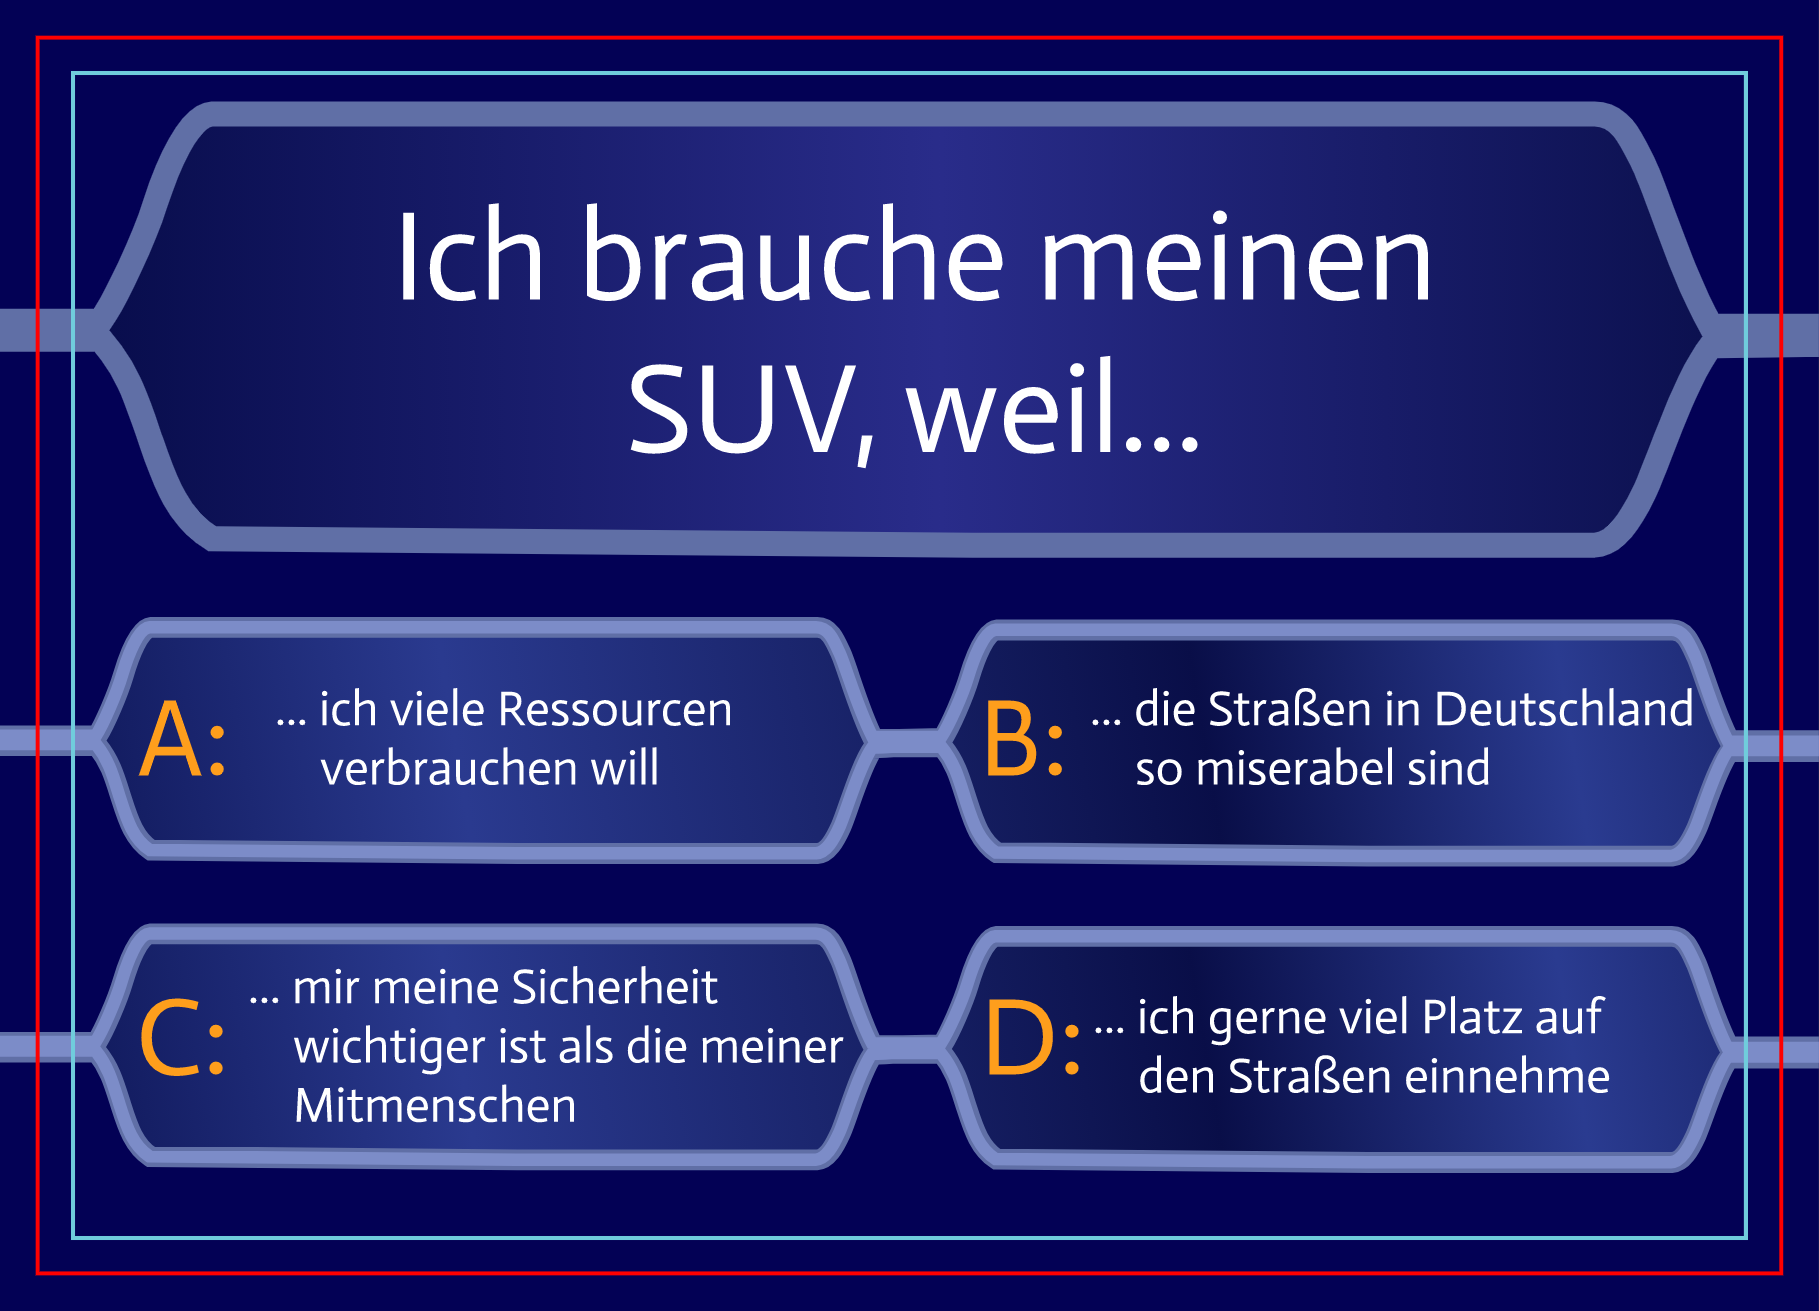 Ich brauche meinen
SUV, weil...
A:
... ich viele Ressourcen
verbrauchen will
B:
... die Straßen in Deutschland
so miserabel sind
C:
... mir meine Sicherheit
wichtiger ist als die meiner
Mitmenschen
D:
... ich gerne viel Platz auf
den Straßen einnehme